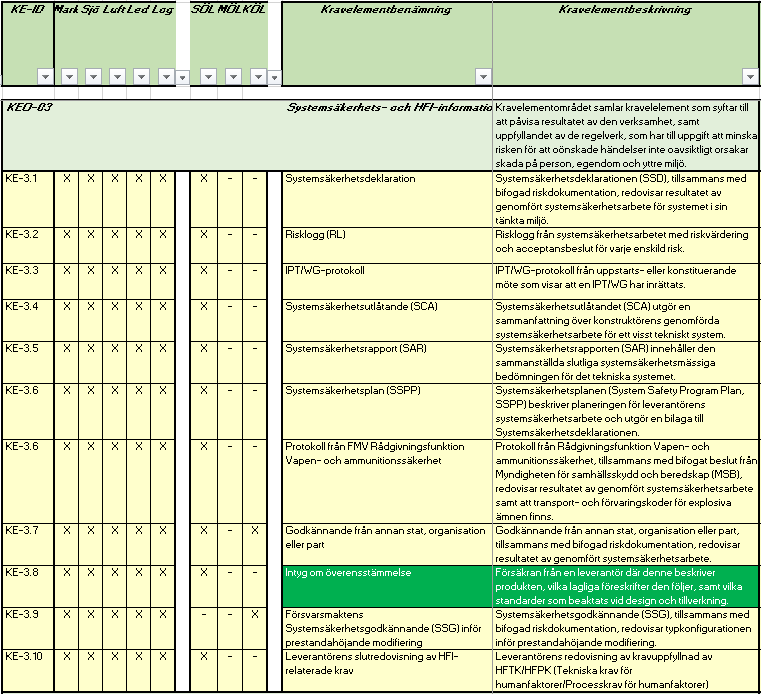 KE-ID Mark Sjö Luft Led Log SÖL MÖL KÖL Kravelementbenämning Kravelementbeskrivning
KEO-03 Systemsäkerhets- och HFI-informatio Kravelementområdet samlar kravelelement som syftar till
att påvisa resultatet av den verksamhet, samt
uppfyllandet av de regelverk, som har till uppgift att minska
risken för att oönskade händelser inte oavsiktligt orsakar
skada på person, egendom och yttre miljö.
KE-3.1 X X X X X X - - Systemsäkerhetsdeklaration Systemsäkerhetsdeklarationen (SSD), tillsammans med
bifogad riskdokumentation, redovisar resultatet av
genomfört systemsäkerhetsarbete för systemet i sin
tänkta miljö.
KE-3.2 X X X X X X - - Risklogg (RL) Risklogg från systemsäkerhetsarbetet med riskvärdering
och acceptansbeslut för varje enskild risk.
KE-3.3 X X X X X X - - IPT/WG-protokoll IPT/WG-protokoll från uppstarts- eller konstituerande
möte som visar att en IPT/WG har inrättats.
KE-3.4 X X X X X X - - Systemsäkerhetsutlåtande (SCA) Systemsäkerhetsutlåtandet (SCA) utgör en
sammanfattning över konstruktörens genomförda
systemsäkerhetsarbete för ett visst tekniskt system.
KE-3.5 X X X X X X - - Systemsäkerhetsrapport (SAR) Systemsäkerhetsrapporten (SAR) innehåller den
sammanställda slutliga systemsäkerhetsmässiga
bedömningen för det tekniska systemet.
KE-3.6 X X X X X X - - Systemsäkerhetsplan (SSPP) Systemsäkerhetsplanen (System Safety Program Plan,
SSPP) beskriver planeringen för leverantörens
systemsäkerhetsarbete och utgör en bilaga till
Systemsäkerhetsdeklarationen.
KE-3.6 X X X X X X - - Protokoll från FMV Rådgivningsfunktion Protokoll från Rådgivningsfunktion Vapen- och
Vapen- och ammunitionssäkerhet ammunitionssäkerhet, tillsammans med bifogat beslut från
Myndigheten för samhällsskydd och beredskap (MSB),
redovisar resultatet av genomfört systemsäkerhetsarbete
samt att transport- och förvaringskoder för explosiva
ämnen finns.
KE-3.7 X X X X X X - X Godkännande från annan stat, organisation Godkännande från annan stat, organisation eller part,
eller part tillsammans med bifogad riskdokumentation, redovisar
resultatet av genomfört systemsäkerhetsarbete.
KE-3.8 X X X X X X - - Intyg om överensstämmelse Försäkran från en leverantör där denne beskriver
produkten, vilka lagliga föreskrifter den följer, samt vilka
standarder som beaktats vid design och tillverkning.
KE-3.9 X X X X X - - X Försvarsmaktens Systemsäkerhetsgodkännande (SSG), tillsammans med
Systemsäkerhetsgodkännande (SSG) inför bifogad riskdokumentation, redovisar typkonfigurationen
prestandahöjande modifiering inför prestandahöjande modifiering.
KE-3.10 X X X X X X - - Leverantörens slutredovisning av HFI- Leverantörens redovisning av kravuppfyllnad av
relaterade krav HFTK/HFPK (Tekniska krav för
humanfaktorer/Processkrav för humanfaktorer)